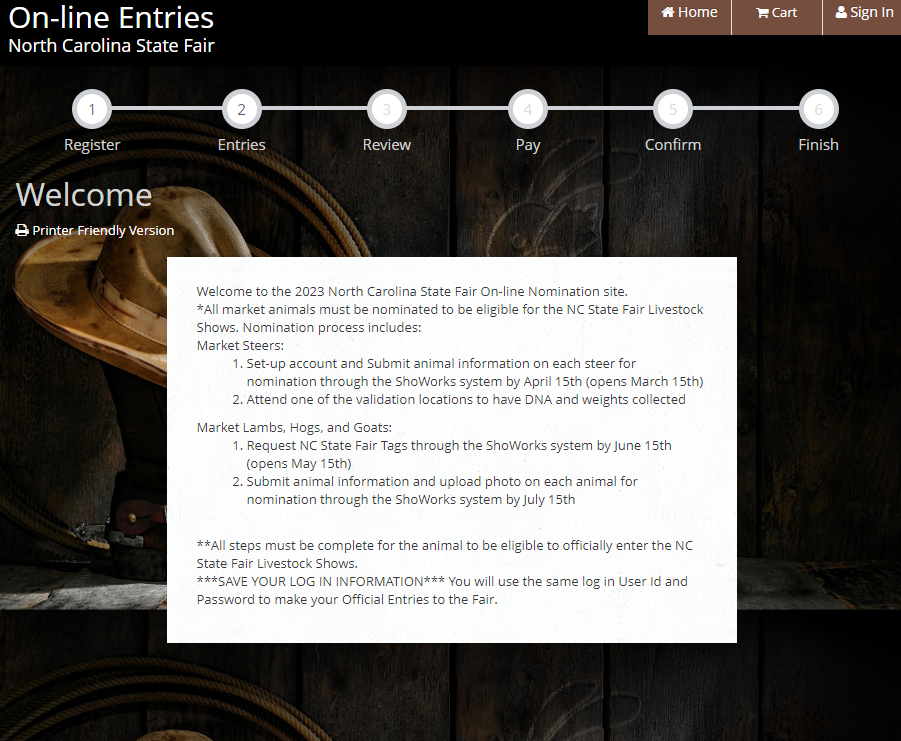 On-line Entries
North Carolina State Fair
Home
Cart
Sign In
1
2
3
4
5
6
Register
Entries
Review
Pay
Confirm
Finish
Welcome
Printer Friendly Version
Welcome to the 2023 North Carolina State Fair On-line Nomination site.
*All market animals must be nominated to be eligible for the NC State Fair Livestock
Shows. Nomination process includes:
Market Steers:
1. Set-up account and Submit animal information on each steer for
nomination through the ShoWorks system by April 15th (opens March 15th)
2. Attend one of the validation locations to have DNA and weights collected
Market Lambs, Hogs, and Goats:
1. Request NC State Fair Tags through the ShoWorks system by June 15th
(opens May 15th)
2. Submit animal information and upload photo on each animal for
nomination through the ShoWorks system by July 15th
**All steps must be complete for the animal to be eligible to officially enter the NC
State Fair Livestock Shows.
***SAVE YOUR LOG IN INFORMATION*** You will use the same log in User Id and
Password to make your Official Entries to the Fair.